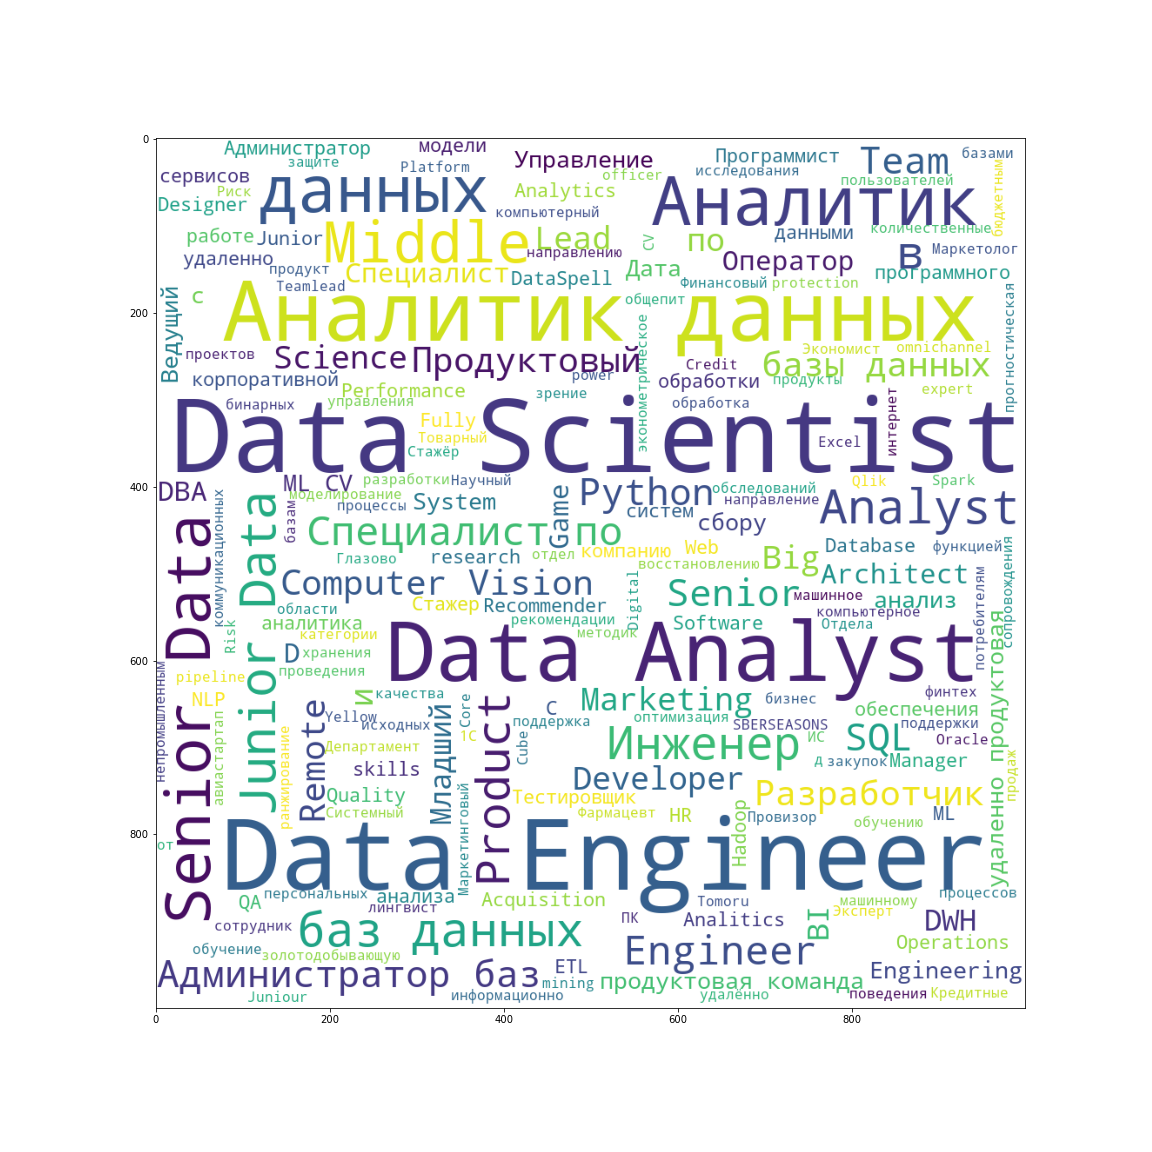 0
Администратор
модели
защите
Platform
Управление
officer
Программист
исследования
Team
базами
сервисов
Риск
Designer
данных
Analytics
компьютерный
Аналитик
пользователей
бюджетным
работе
Junior
удаленно
Middle
Lead
направлению
CV
по
данными
количественные
в
Маркетолог
продукт
Teamlead
Специалист
DataSpell
Дата
Оператор
Финансовый
protection
программного
200
Ведущий
с
Аналитик данных
общепит
эконометрическое
прогностическая
проектов
Science
Продуктовый
power
Credit
Экономист
omnichannel
базы данных
корпоративной
Performance
зрение
обработки
продукты
expert
бинарных
управления
Fully
Товарный
Стажёр
обработка
Excel
интернет
Data Scientist
400
DBA
ML CV
разработки
Научный
моделирование
процессы
System
Game
Python
обследований
направление
Qlik
Spark
Analyst
коммуникационных
базам
Специалист по
систем
сбору
Глазово
research
отдел
компанию
Web
восстановлению
Big
Database
функцией
Senior Data
Junior Data
Computer Vision
Digital
Senior
машинное
Architect
анализ
потребителям
сопровождения
области
Стажер
Recommender
рекомендации
методик
Software
компьютерное
Отдела
Risk
аналитика
категории
D
хранения
проведения
Data Analyst
600
непромышленным
pipeline
NLP
авиастартап
и
качества
Core
Marketing
бизнес
финтех
обеспечения
удаленно продуктовая
ранжирование
Remote
Yellow
исходных
Младший
1C
Product
C
поддержка
Cube
оптимизация
SBERSEASONS
поддержки
Oracle
Департамент
Инженер
ИС
SQL
Д
закупок
Manager
продаж
skills
Developer
Quality
Системный
Маркетинговый
Тестировщик
Фармацевт
HR
Hadoop
Разработчик
Провизор
ML
обучению
800
от
Data Engineer
QA
персональных
анализа
лингвист
Acquisition
Tomoru
машинному
Эксперт
процессов
сотрудник
баз данных
ПК
Analitics
BI
DWH
обучение
золотодобывающую
Engineer
Operations
Администратор баз
ETL
mining
продуктовая команда
Engineering
Juniour
информационно
удалённо
поведения
Кредитные
0
200
400
600
800